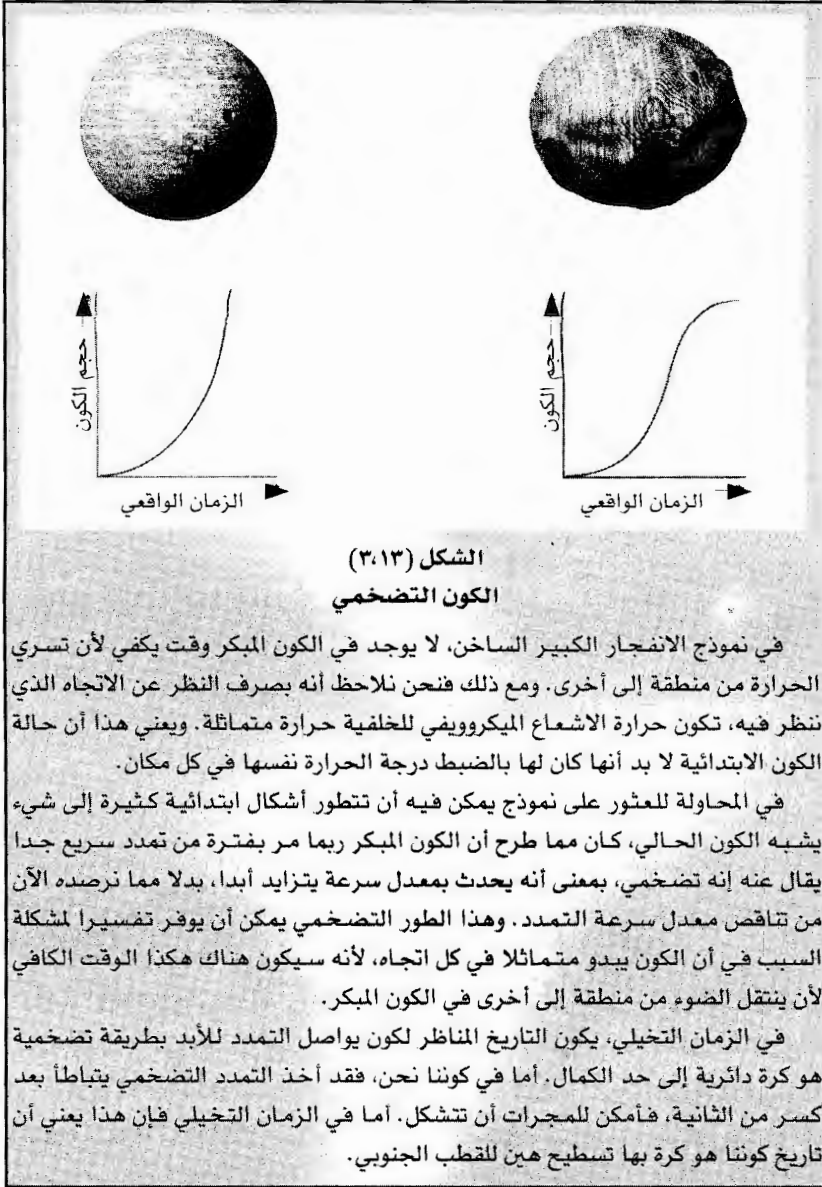 حجم الكون
الزمان الواقعي
حجم الكون
الزمان الواقعي
الشكل (٣،١٣)
الكون التضخمي
في نموذج الانفجار الكبير الساخن، لا يوجد في الكون المبكر وقت يكفي لأن تسري
الحرارة من منطقة إلى أخرى. ومع ذلك فنحن نلاحظ أنه بصرف النظر عن الاتجاه الذي
ننظر فيه، تكون حرارة الاشعاع الميكروويفي للخلفية حرارة متماثلة. ويعني هذا أن حالة
الكون الابتدائية لا بد أنها كان لها بالضبط درجة الحرارة نفسها في كل مكان.
في المحاولة للعثور على نموذج يمكن فيه أن تتطور أشكال ابتدائية كثيرة إلى شيء
يشبه الكون الحالي، كان مما طرح أن الكون المبكر ربما مر بفترة من تمدد سريع جدا
يقال عنه إنه تضخمي، بمعنى أنه يحدث بمعدل سرعة يتزايد أبدا، بدلا مما نرصده الآن
من تناقص معدل سرعة التمدد. وهذا الطور التضخمي يمكن أن يوفر تفسيرا لمشكلة
السبب في أن الكون يبدو متماثلا في كل اتجاه، لأنه سيكون هناك هكذا الوقت الكافي
لأن ينتقل الضوء من منطقة إلى أخرى في الكون المبكر.
في الزمان التخيلي، يكون التاريخ المناظر لكون يواصل التمدد للأبد بطريقة تضخمية
هو كرة دائرية إلى حد الكمال. أما في كوننا نحن، فقد أخذ التمدد التضخمي يتباطأ بعد
كسر من الثانية، فأمكن للمجرات أن تتشكل. أما في الزمان التخيلي فإن هذا يعني أن
تاريخ كوننا هو كرة بها تسطيح هين للقطب الجنوبي.